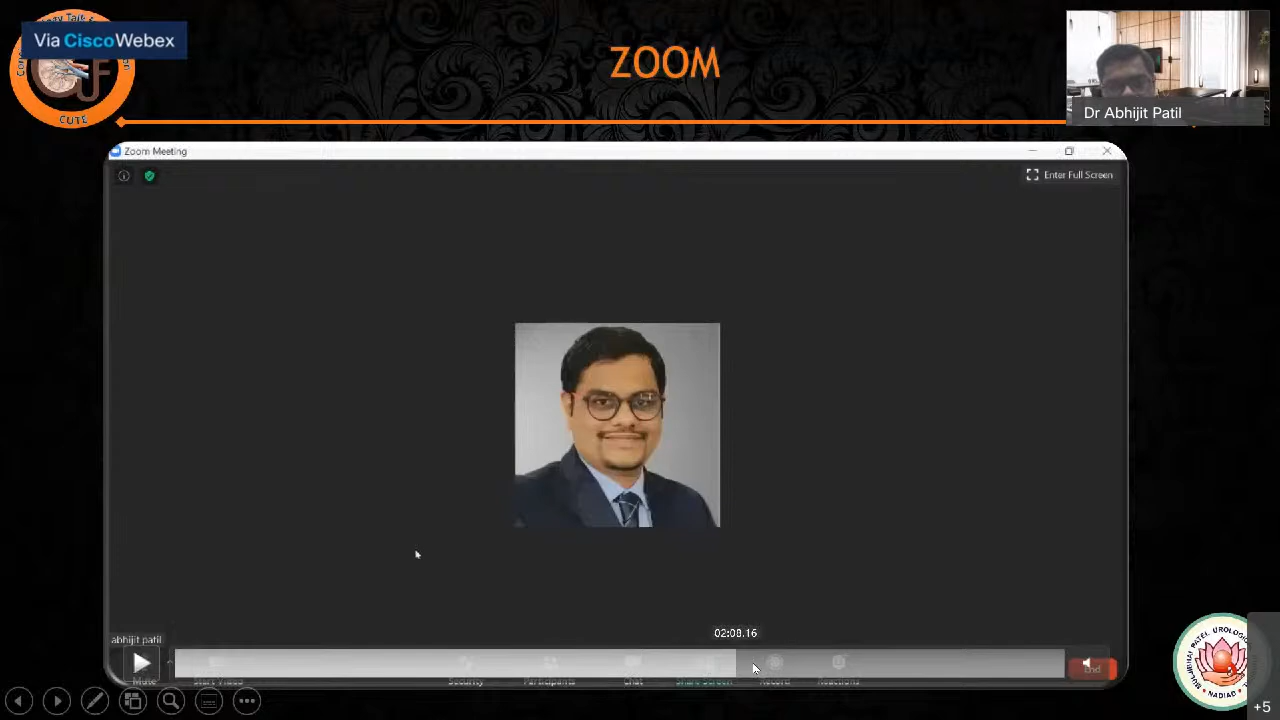 Via CiscoWebex
CUTE
ZOOM
Dr Abhijit Patil
Zoom Meeting
Enter Full Screen
abhijit patil
02:08.16
Mute
Start Video
Security
Participants
Chat
Share Screen
Record
Reactions
End
NADIAD
+5